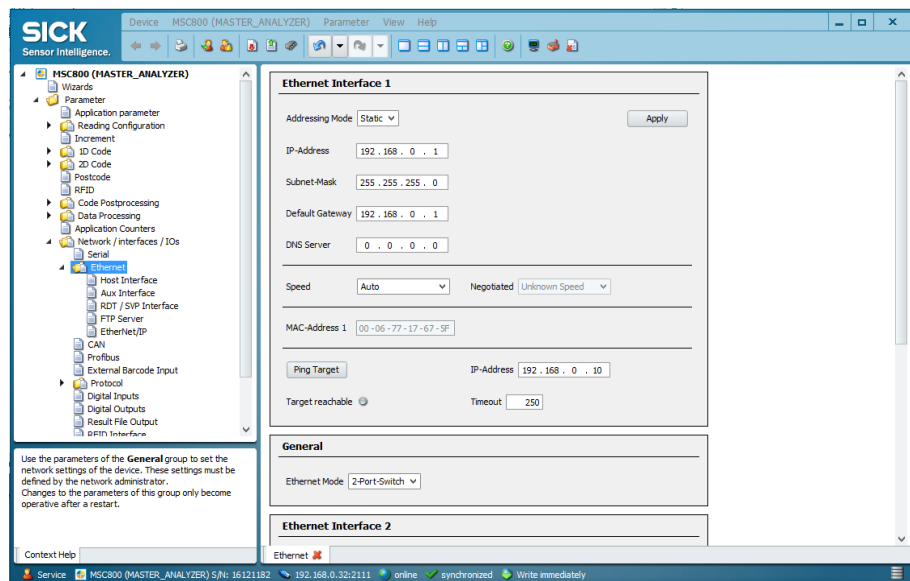 SICK
Sensor Intelligence.
Device MSC800 (MASTER_ANALYZER) Parameter View Help
MSC800 (MASTER_ANALYZER)
Wizards
Parameter
Application parameter
Reading Configuration
Increment
1D Code
2D Code
Postcode
RFID
Code Postprocessing
Data Processing
Application Counters
Network / interfaces / IOs
Serial
Ethernet
Host Interface
Aux Interface
RDT / SVP Interface
FTP Server
EtherNet/IP
CAN
Profibus
External Barcode Input
Protocol
Digital Inputs
Digital Outputs
Result File Output
RFID Interface
Use the parameters of the General group to set the
network settings of the device. These settings must be
defined by the network administrator.
Changes to the parameters of this group only become
operative after a restart.
Context Help
Ethernet Interface 1
Addressing Mode Static Apply
IP-Address 192 . 168 . 0 . 1
Subnet-Mask 255 . 255 . 255 . 0
Default Gateway 192 . 168 . 0 . 1
DNS Server 0 . 0 . 0 . 0
Speed Auto Negotiated Unknown Speed
MAC-Address 1 00 - 06 - 77 - 17 - 67 - 5F
Ping Target IP-Address 192 . 168 . 0 . 10
Target reachable Timeout 250
General
Ethernet Mode 2-Port-Switch
Ethernet Interface 2
Ethernet
Service MSC800 (MASTER_ANALYZER) S/N: 16121182 192.168.0.32:2111 online synchronized Write immediately